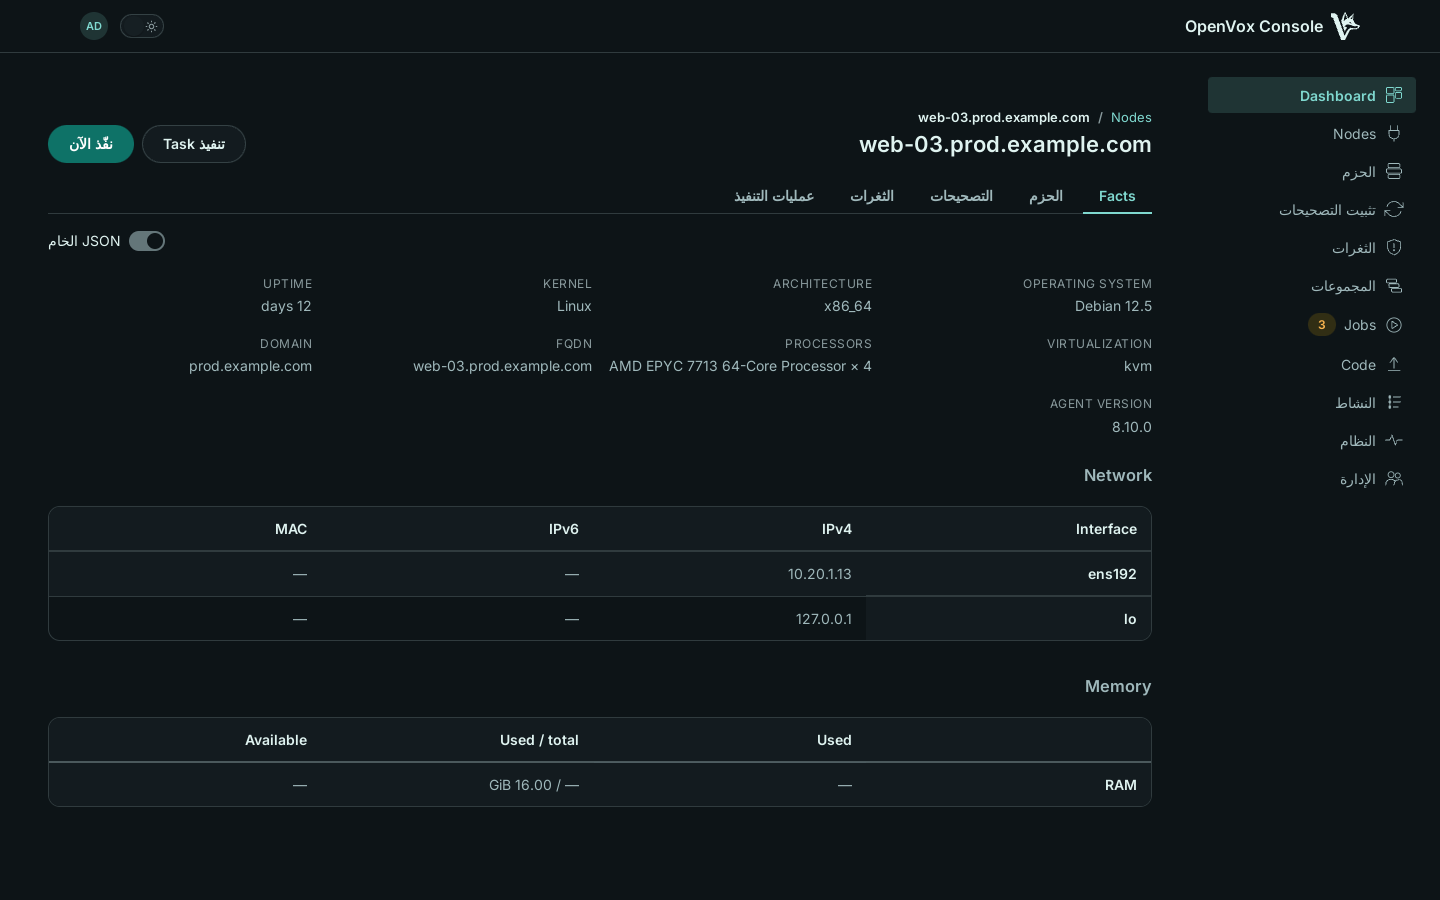 OpenVox Console
AD
Dashboard
Nodes
الحزم
تثبيت التصحيحات
الثغرات
المجموعات
Jobs 3
Code
النشاط
النظام
الإدارة
Nodes / web-03.prod.example.com
web-03.prod.example.com
تنفيذ Task
نفّذ الآن
Facts الحزم التصحيحات الثغرات عمليات التنفيذ
JSON الخام
OPERATING SYSTEM ARCHITECTURE KERNEL UPTIME
Debian 12.5 x86_64 Linux days 12
VIRTUALIZATION PROCESSORS FQDN DOMAIN
kvm AMD EPYC 7713 64-Core Processor × 4 web-03.prod.example.com prod.example.com
AGENT VERSION
8.10.0
Network
Interface IPv4 IPv6 MAC
ens192 10.20.1.13 — —
lo 127.0.0.1 — —
Memory
Used Used / total Available
RAM — GiB 16.00 / — —